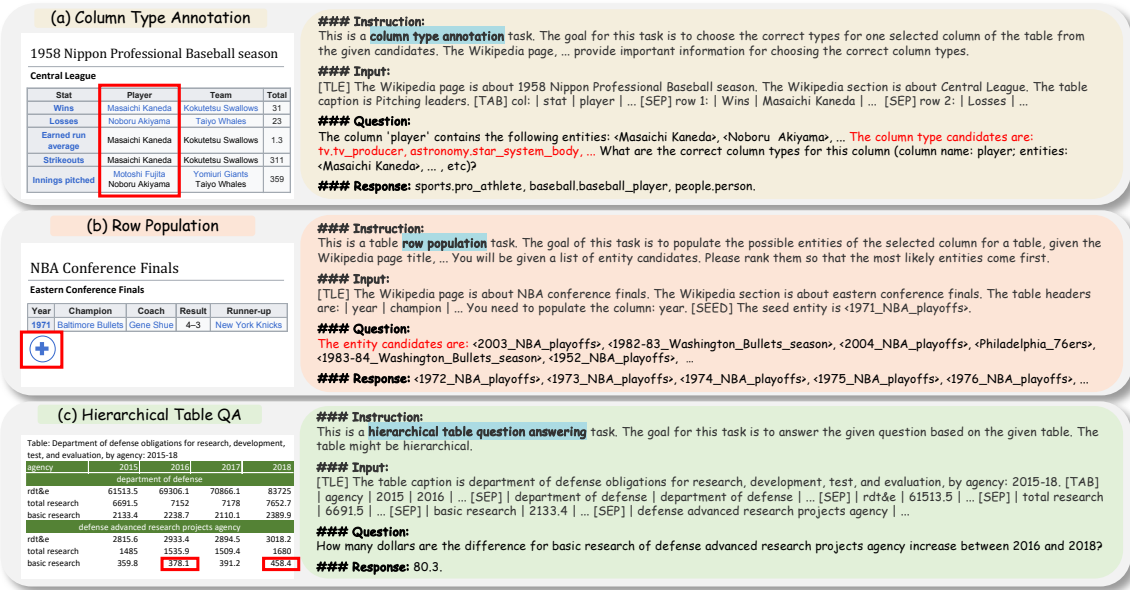 (a) Column Type Annotation
1958 Nippon Professional Baseball season
Central League
Stat Player Team Total
Wins Masaichi Kaneda Kokutetsu Swallows 31
Losses Noboru Akiyama Taiyo Whales 23
Earned run average Masaichi Kaneda Kokutetsu Swallows 1.3
Strikeouts Masaichi Kaneda Kokutetsu Swallows 311
Innings pitched Motoshi Fujita Noboru Akiyama Yomiuri Giants Taiyo Whales 359
### Instruction:
This is a column type annotation task. The goal for this task is to choose the correct types for one selected column of the table from
the given candidates. The Wikipedia page, ... provide important information for choosing the correct column types.
### Input:
[TLE] The Wikipedia page is about 1958 Nippon Professional Baseball season. The Wikipedia section is about Central League. The table
caption is Pitching leaders. [TAB] col: | stat | player | ... [SEP] row 1: | Wins | Masaichi Kaneda | ... [SEP] row 2: | Losses | ...
### Question:
The column 'player' contains the following entities: <Masaichi Kaneda>, <Noboru Akiyama>, ... The column type candidates are:
tv.tv_producer, astronomy.star_system_body, ... What are the correct column types for this column (column name: player; entities:
<Masaichi Kaneda>, ... , etc)?
### Response: sports.pro_athlete, baseball.baseball_player, people.person.
(b) Row Population
NBA Conference Finals
Eastern Conference Finals
Year Champion Coach Result Runner-up
1971 Baltimore Bullets Gene Shue 4–3 New York Knicks
### Instruction:
This is a table row population task. The goal of this task is to populate the possible entities of the selected column for a table, given the
Wikipedia page title, ... You will be given a list of entity candidates. Please rank them so that the most likely entities come first.
### Input:
[TLE] The Wikipedia page is about NBA conference finals. The Wikipedia section is about eastern conference finals. The table headers
are: | year | champion | ... You need to populate the column: year. [SEED] The seed entity is <1971_NBA_playoffs>.
### Question:
The entity candidates are: <2003_NBA_playoffs>, <1982-83_Washington_Bullets_season>, <2004_NBA_playoffs>, <Philadelphia_76ers>,
<1983-84_Washington_Bullets_season>, <1952_NBA_playoffs>, ...
### Response: <1972_NBA_playoffs>, <1973_NBA_playoffs>, <1974_NBA_playoffs>, <1975_NBA_playoffs>, <1976_NBA_playoffs>, ...
(c) Hierarchical Table QA
Table: Department of defense obligations for research, development,
test, and evaluation, by agency: 2015-18
agency 2015 2016 2017 2018
department of defense
rdt&e 61513.5 69306.1 70866.1 83725
total research 6691.5 7152 7178 7652.7
basic research 2133.4 2238.7 2110.1 2389.9
defense advanced research projects agency
rdt&e 2815.6 2933.4 2894.5 3018.2
total research 1485 1535.9 1509.4 1680
basic research 359.8 378.1 391.2 458.4
### Instruction:
This is a hierarchical table question answering task. The goal for this task is to answer the given question based on the given table. The
table might be hierarchical.
### Input:
[TLE] The table caption is department of defense obligations for research, development, test, and evaluation, by agency: 2015-18. [TAB]
| agency | 2015 | 2016 | ... [SEP] | department of defense | department of defense | ... [SEP] | rdt&e | 61513.5 | ... [SEP] | total research
| 6691.5 | ... [SEP] | basic research | 2133.4 | ... [SEP] | defense advanced research projects agency | ...
### Question:
How many dollars are the difference for basic research of defense advanced research projects agency increase between 2016 and 2018?
### Response: 80.3.